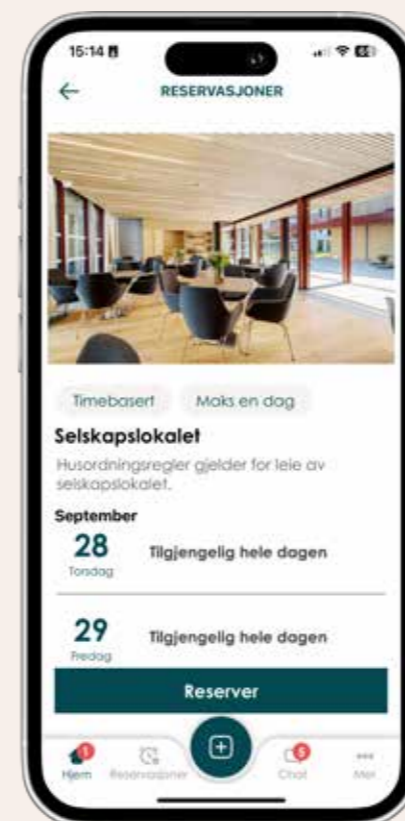 15:14
RESERVASJONER
Timebasert
Maks en dag
Selskapslokalet
Husordningsregler gjelder for leie av
selskapslokalet.
September
28
Torsdag
Tilgjengelig hele dagen
29
Fredag
Tilgjengelig hele dagen
Reserver
1
5
Hjem
Reservasjoner
Chat
Mer